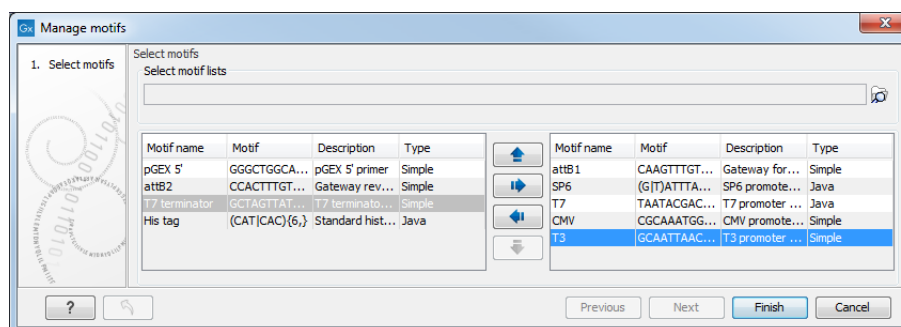 Gx Manage motifs
1. Select motifs
Select motifs
Select motif lists
Motif name Motif Description Type
pGEX 5' GGGCTGGCA... pGEX 5' primer Simple
attB2 CCACTTTGT... Gateway rev... Simple
T7 terminator GCTAGTTAT... T7 terminato... Simple
His tag (CAT|CAC){6,} Standard hist... Java
Motif name Motif Description Type
attB1 CAAGTTTGT... Gateway for... Simple
SP6 (G|T)ATTTA... SP6 promote... Java
T7 TAATACGAC... T7 promoter ... Java
CMV CGCAAATGG... CMV promote... Simple
T3 GCAATTAAC... T3 promoter ... Simple
? Previous Next Finish Cancel